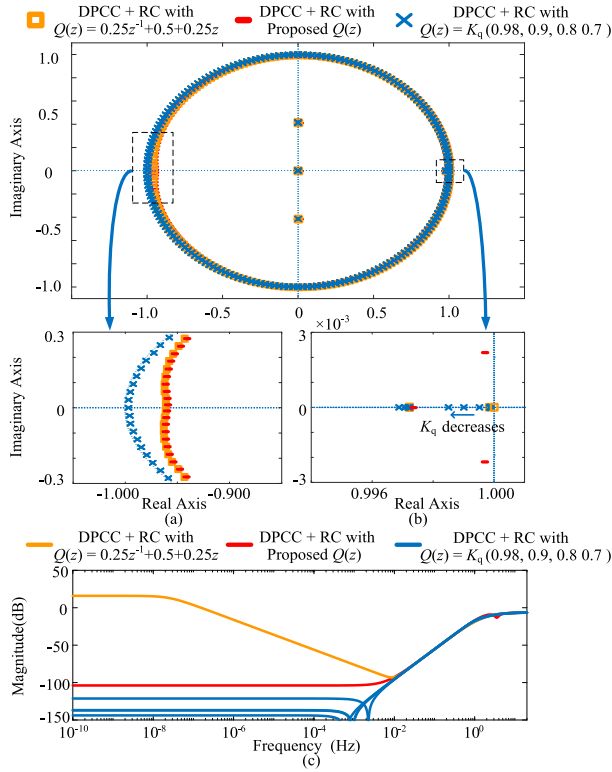 DPCC + RC with DPCC + RC with DPCC + RC with
Q(z) = 0.25z⁻¹+0.5+0.25z Proposed Q(z) Q(z) = Kq (0.98, 0.9, 0.8 0.7 )
Imaginary Axis
1.0
0.5
0
-0.5
-1.0
-1.0 -0.5 0 0.5 1.0
×10⁻³
Imaginary Axis
0.3
0
-0.3
-1.000 -0.900
Real Axis
(a)
Imaginary Axis
3
0
-3
Kq decreases
0.996 1.000
Real Axis
(b)
DPCC + RC with DPCC + RC with DPCC + RC with
Q(z) = 0.25z⁻¹+0.5+0.25z Proposed Q(z) Q(z) = Kq (0.98, 0.9, 0.8 0.7 )
Magnitude(dB)
50
0
-50
-100
-150
10⁻¹⁰ 10⁻⁸ 10⁻⁶ 10⁻⁴ 10⁻² 10⁰
Frequency (Hz)
(c)